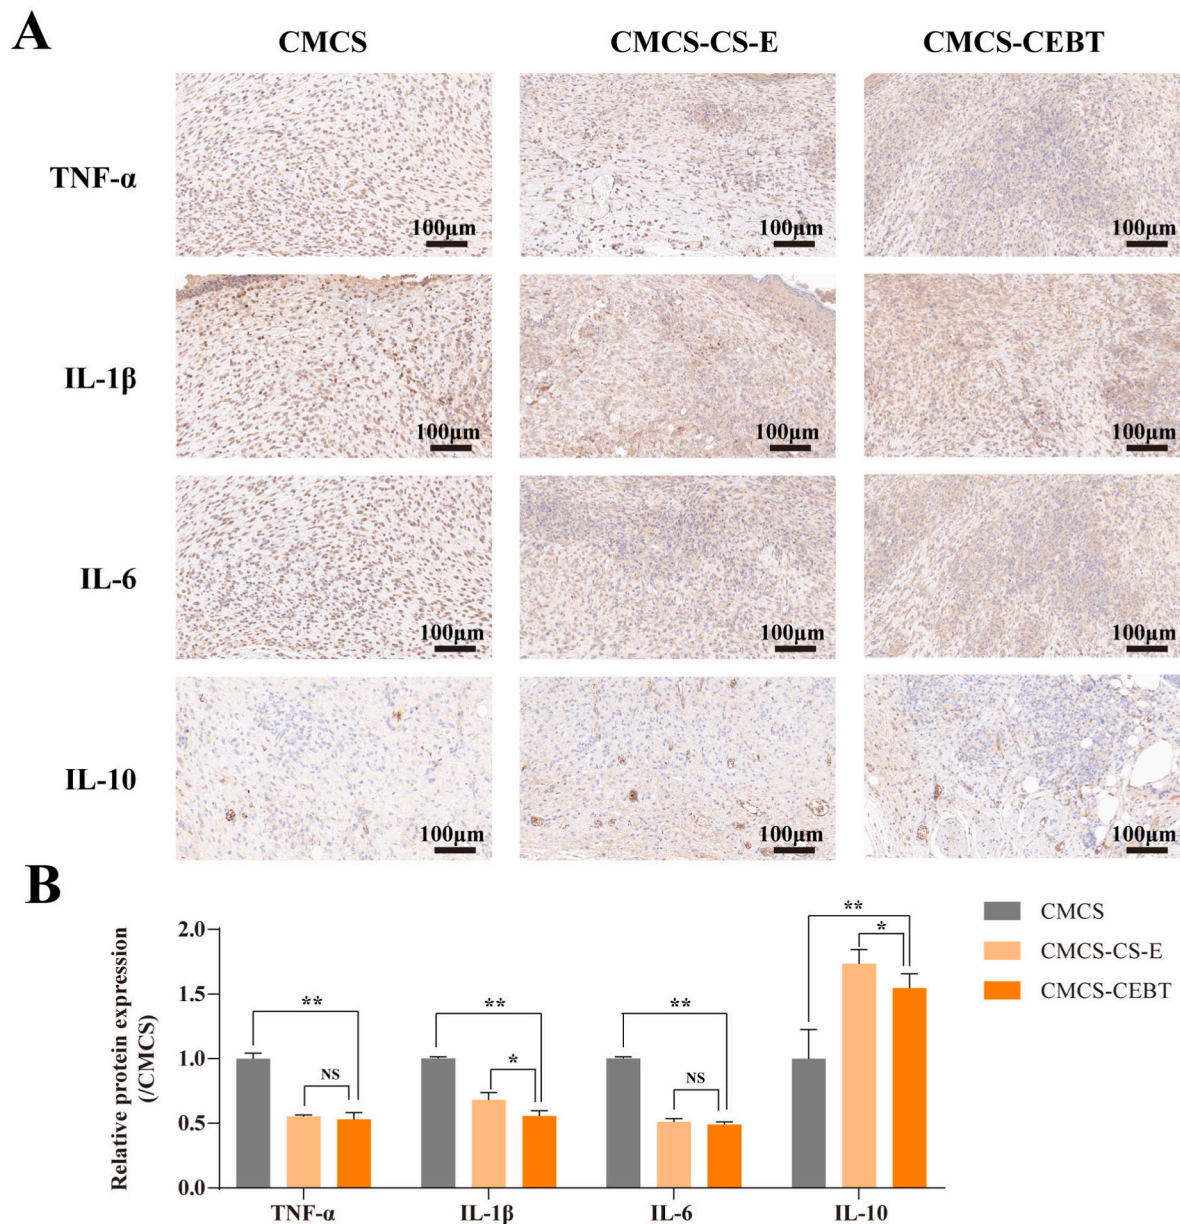 A
CMCS CMCS-CS-E CMCS-CEBT
TNF-α
100μm 100μm 100μm
IL-1β
100μm 100μm 100μm
IL-6
100μm 100μm 100μm
IL-10
100μm 100μm 100μm
B
Relative protein expression
(/CMCS)
2.0
1.5
1.0
0.5
0.0
** NS
** *
** NS
** *
TNF-α IL-1β IL-6 IL-10
CMCS
CMCS-CS-E
CMCS-CEBT